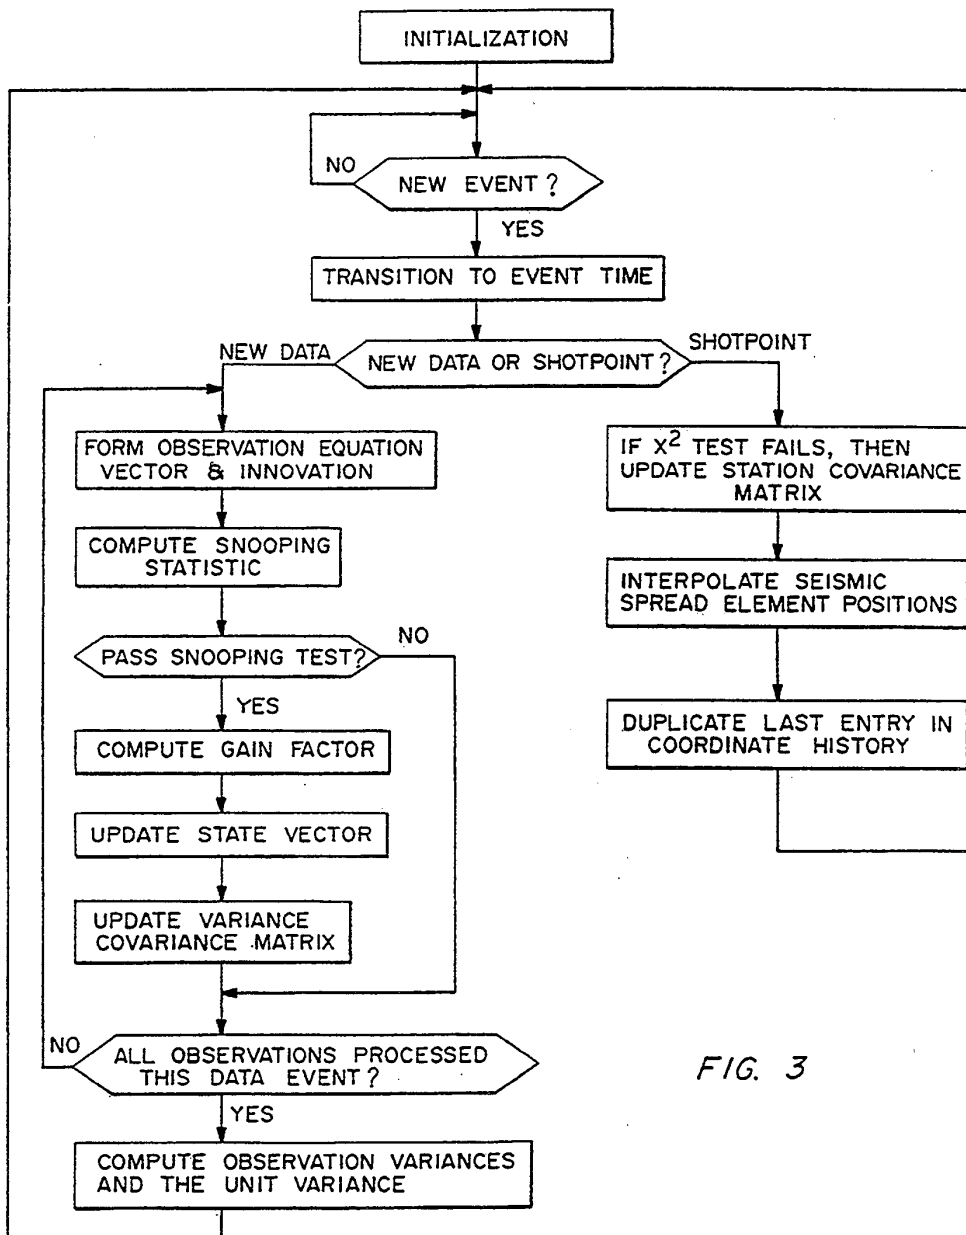 INITIALIZATION
NO
NEW EVENT?
YES
TRANSITION TO EVENT TIME
NEW DATA
NEW DATA OR SHOTPOINT?
SHOTPOINT
FORM OBSERVATION EQUATION
VECTOR & INNOVATION
IF X² TEST FAILS, THEN
UPDATE STATION COVARIANCE
MATRIX
COMPUTE SNOOPING
STATISTIC
INTERPOLATE SEISMIC
SPREAD ELEMENT POSITIONS
PASS SNOOPING TEST?
NO
YES
DUPLICATE LAST ENTRY IN
COORDINATE HISTORY
COMPUTE GAIN FACTOR
UPDATE STATE VECTOR
UPDATE VARIANCE
COVARIANCE MATRIX
NO
ALL OBSERVATIONS PROCESSED
THIS DATA EVENT?
FIG. 3
YES
COMPUTE OBSERVATION VARIANCES
AND THE UNIT VARIANCE